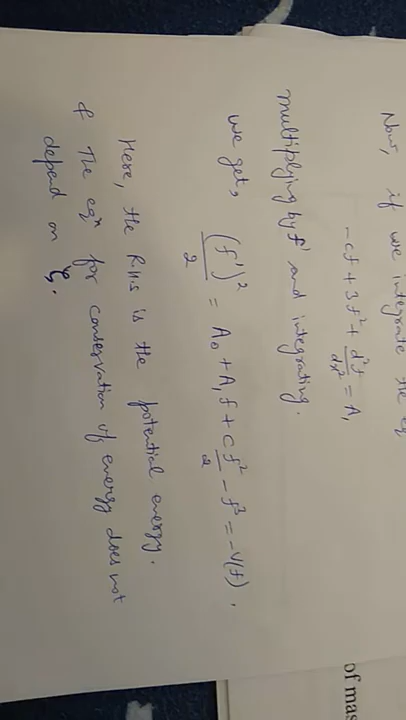 Now, if we integrate the eq
-cf + 3f² + d²f/dx² = A₁
multiplying by f' and integrating.
we get,
(f')²/2 = A₀ + A₁f + cf²/2 - f³ = -V(f),
Here, the RHS is the potential energy.
& The eqⁿ for conservation of energy does not
depend on ξ.
of mas